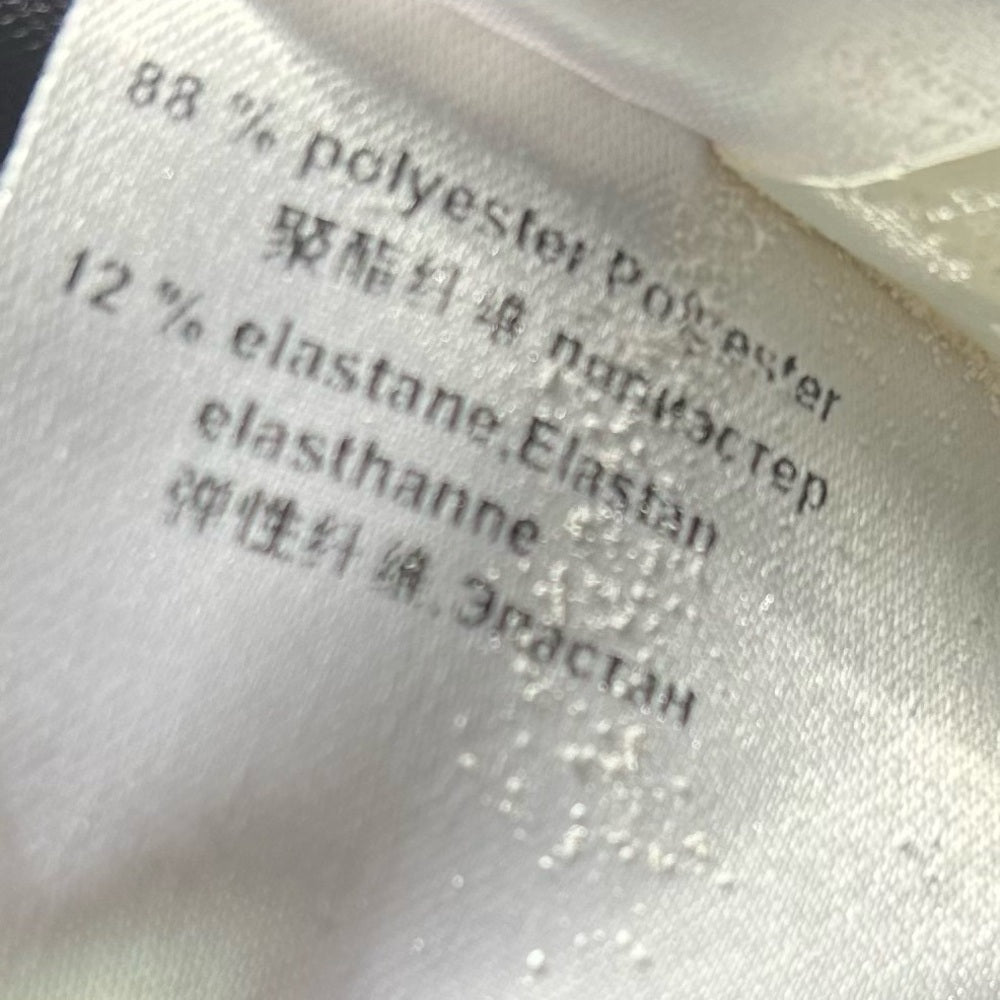 88 % polyester Polyester
聚酯纤维 полиэстер
12 % elastane, Elastan
elasthanne
弹性纤维, Эластан